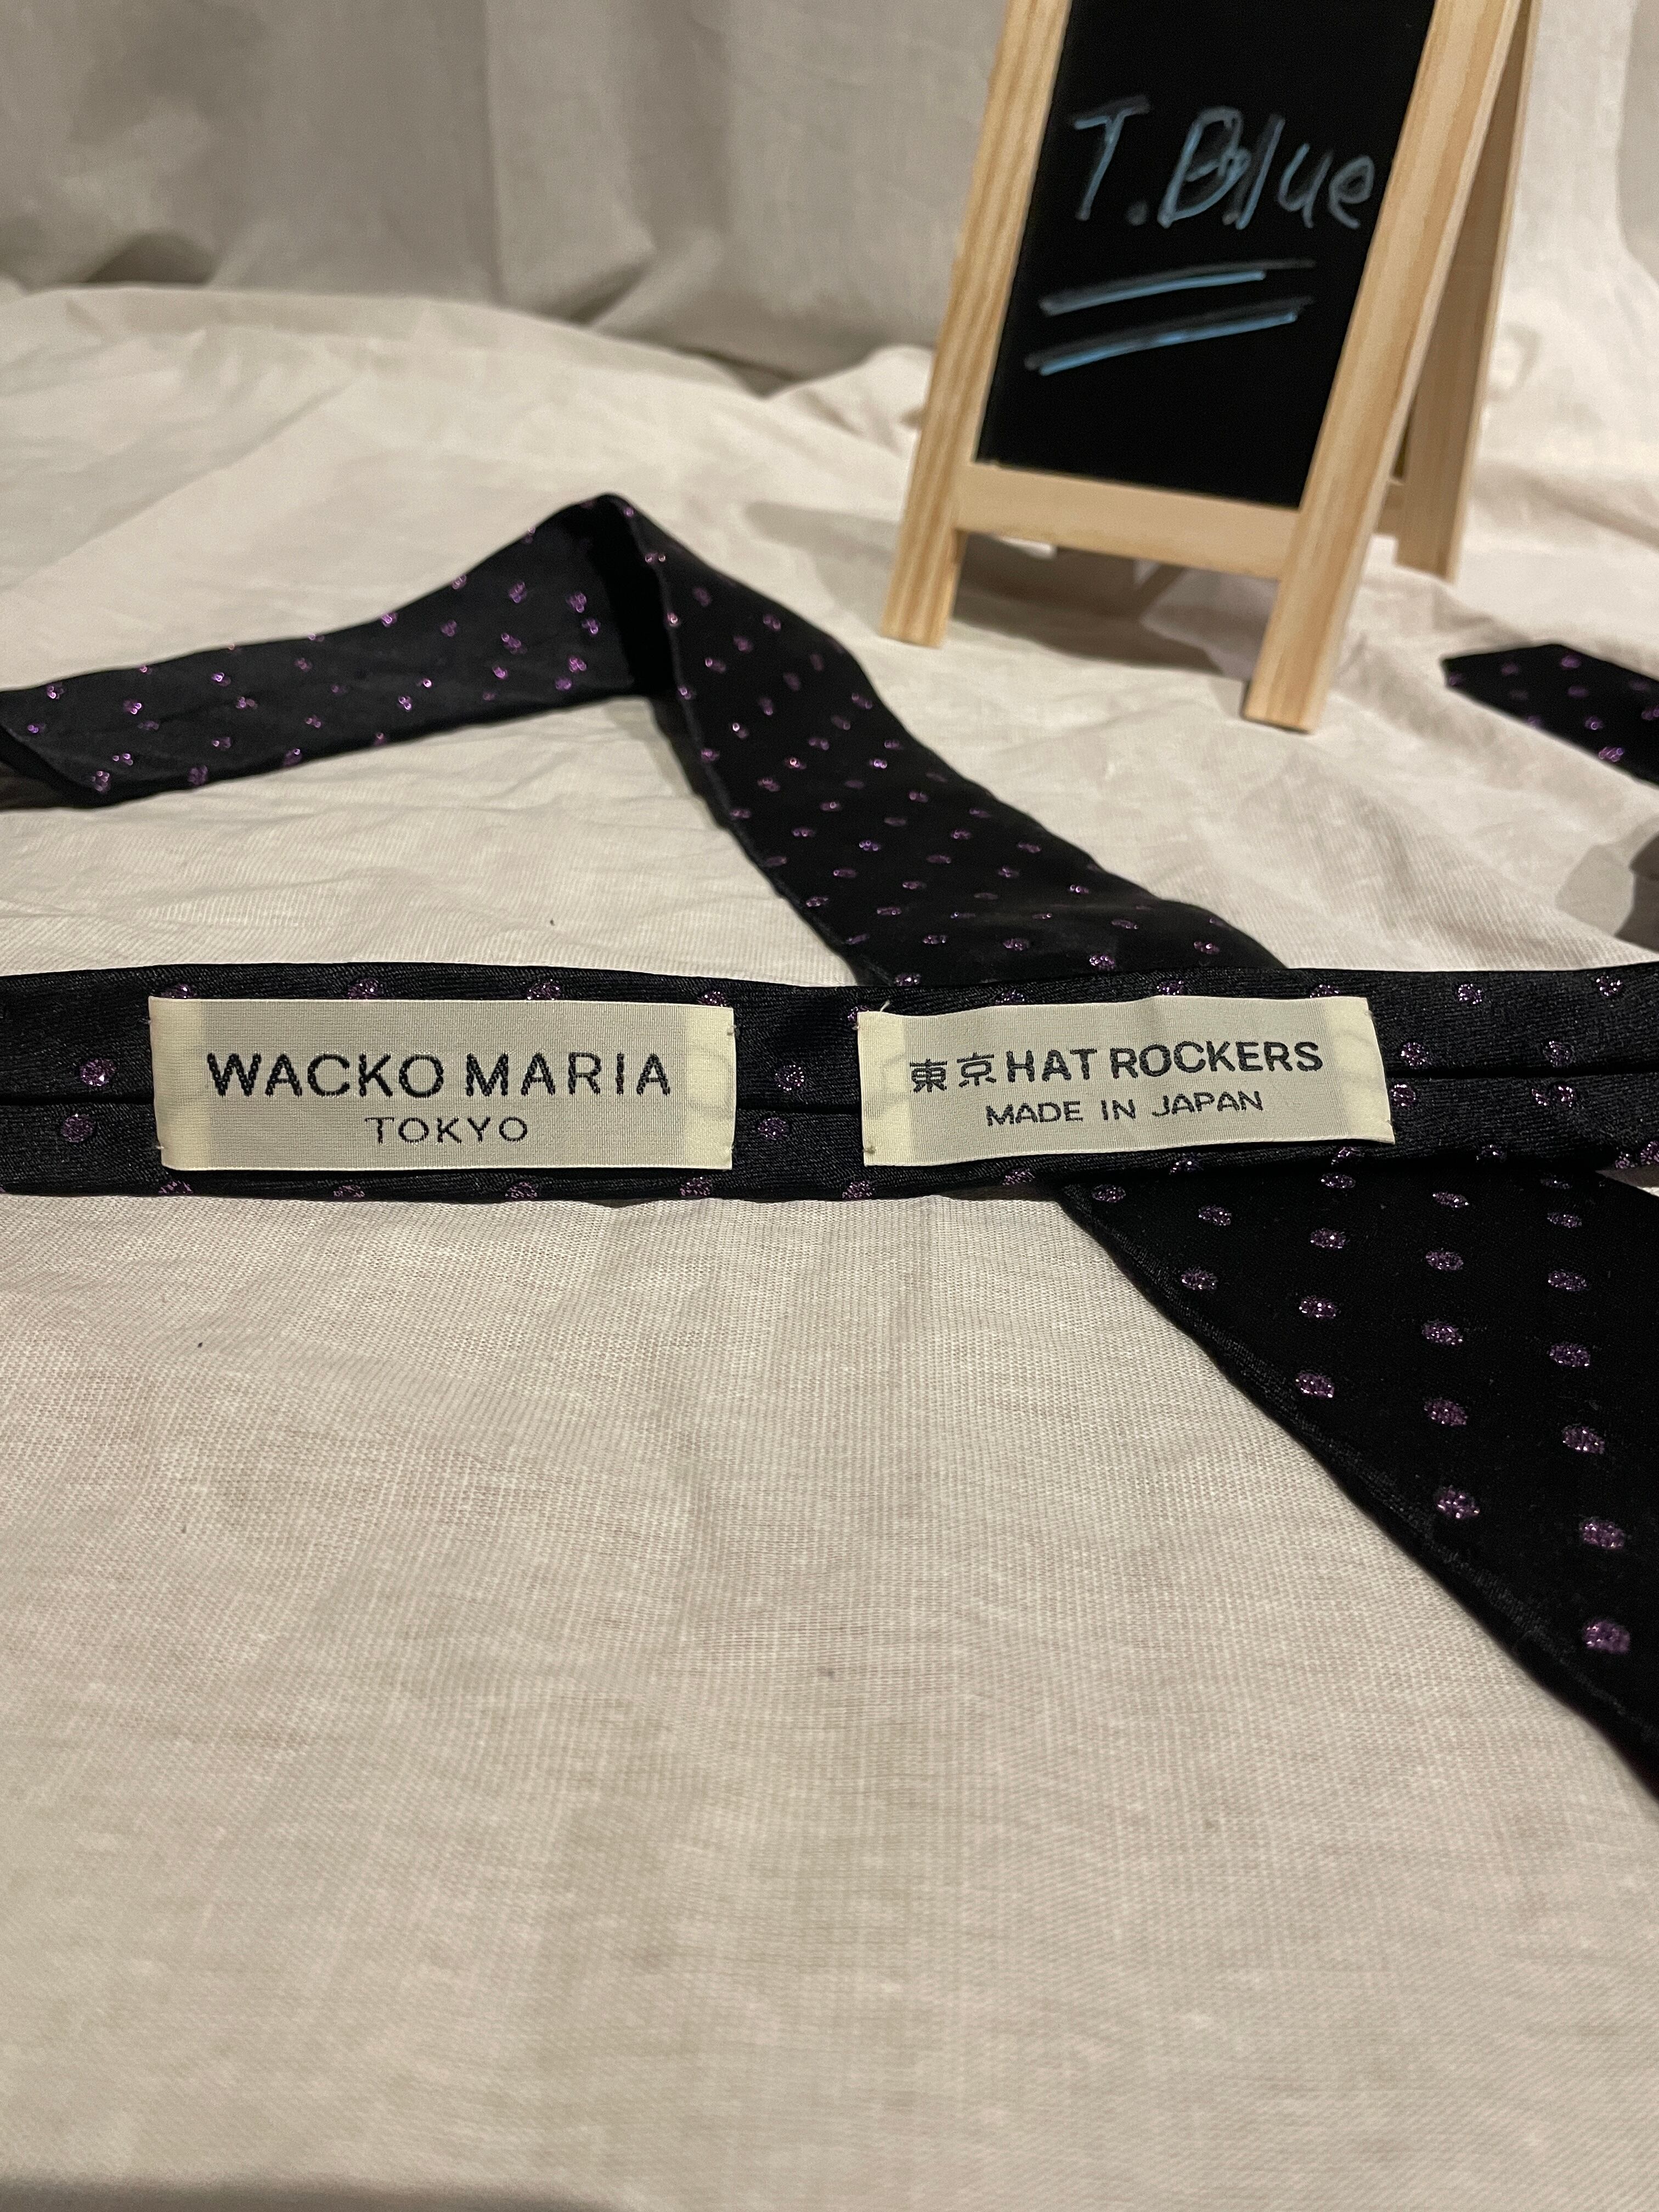 T.Blue
WACKO MARIA
TOKYO
東京HAT ROCKERS
MADE IN JAPAN